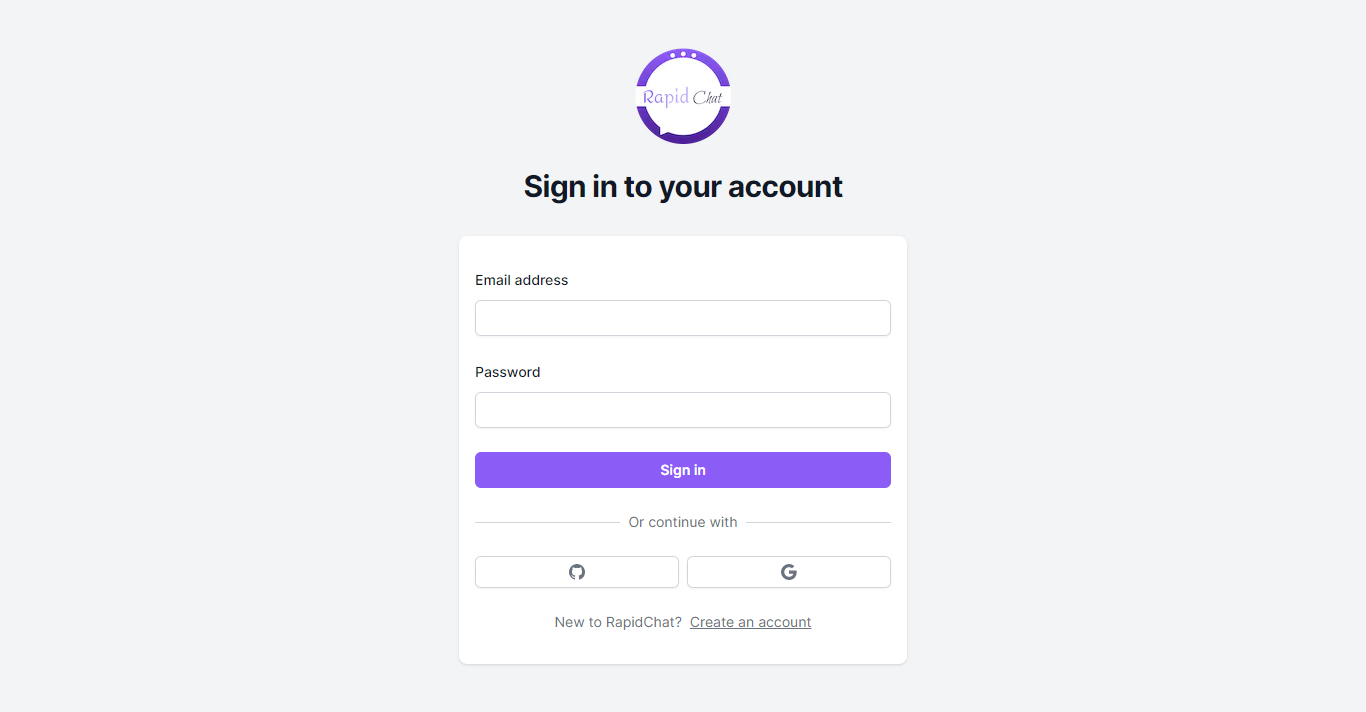 Rapid Chat
Sign in to your account
Email address
Password
Sign in
Or continue with
New to RapidChat? Create an account